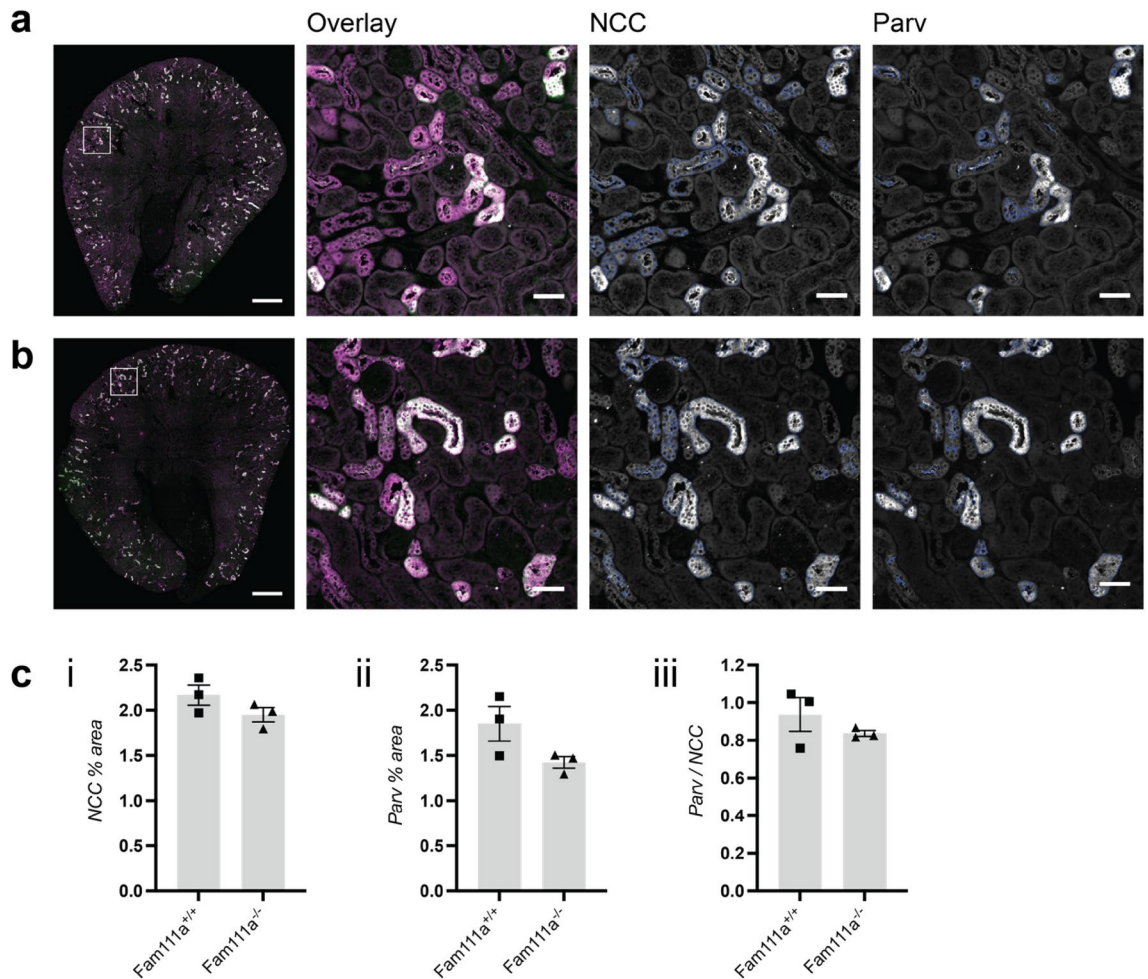 a
Overlay
NCC
Parv
b
c
i
2.5
2.0
1.5
1.0
0.5
0.0
NCC % area
Fam111a+/+
Fam111a-/-
ii
2.5
2.0
1.5
1.0
0.5
0.0
Parv % area
Fam111a+/+
Fam111a-/-
iii
1.2
1.0
0.8
0.6
0.4
0.2
0.0
Parv / NCC
Fam111a+/+
Fam111a-/-